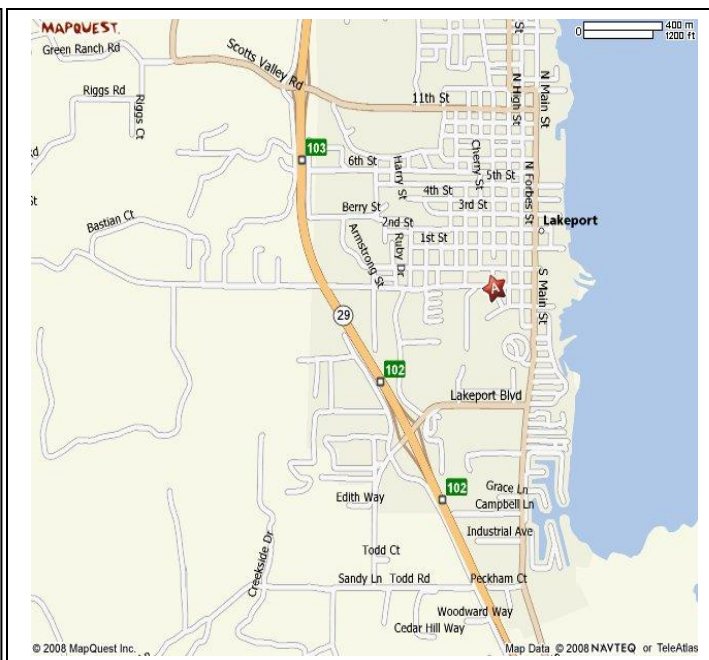 MAPQUEST.
0
400 m
1200 ft
Green Ranch Rd
Scotts Valley Rd
Riggs Rd
Riggs Ct
11th St
St
N High St
N Main St
rd
103
6th St
Harry St
Cherry St
5th St
N Forbes St
4th St
3rd St
St
Berry St
2nd St
Lakeport
Bastian Ct
Armstrong St
Ruby Dr
1st St
A
S Main St
29
102
Lakeport Blvd
102
Grace Ln
Edith Way
Campbell Ln
Industrial Ave
Creekside Dr
Todd Ct
Sandy Ln
Todd Rd
Peckham Ct
Woodward Way
Cedar Hill Way
© 2008 MapQuest Inc.
Map Data © 2008 NAVTEQ or TeleAtlas